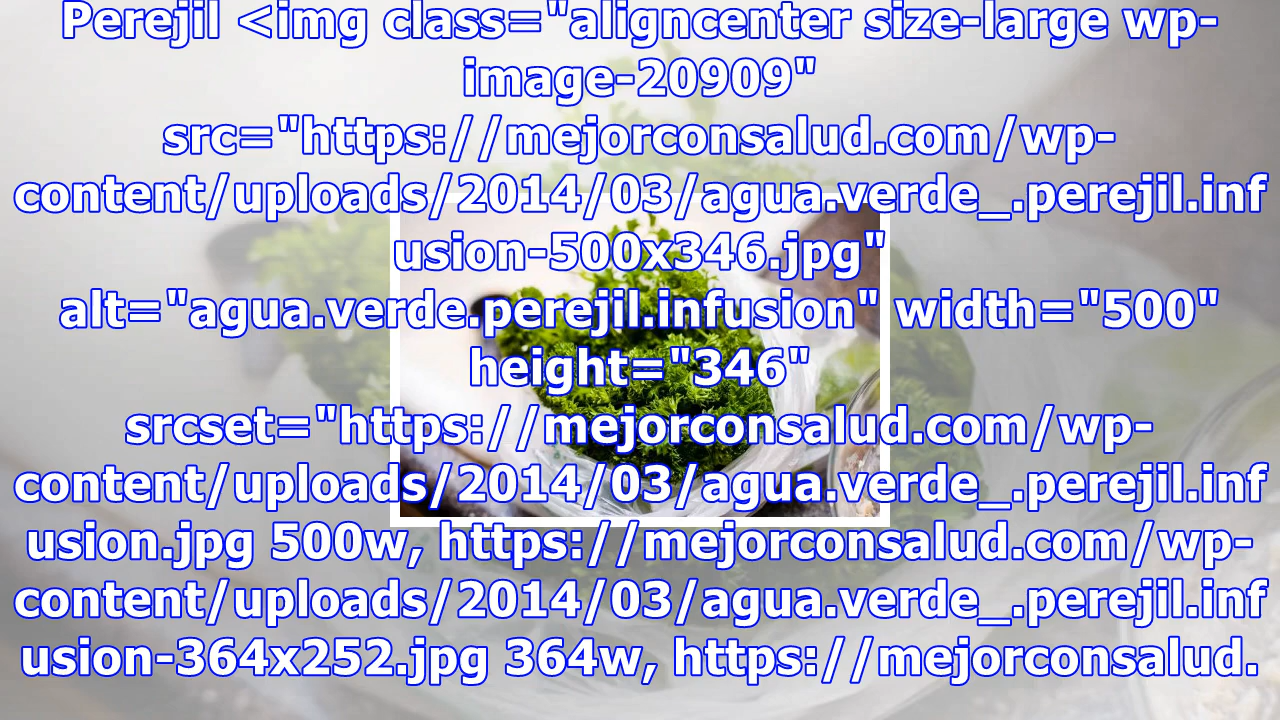 Perejil <img class="aligncenter size-large wp-
image-20909"
src="https://mejorconsalud.com/wp-
content/uploads/2014/03/agua.verde_.perejil.inf
usion-500x346.jpg"
alt="agua.verde.perejil.infusion" width="500"
height="346"
srcset="https://mejorconsalud.com/wp-
content/uploads/2014/03/agua.verde_.perejil.inf
usion.jpg 500w, https://mejorconsalud.com/wp-
content/uploads/2014/03/agua.verde_.perejil.inf
usion-364x252.jpg 364w, https://mejorconsalud.